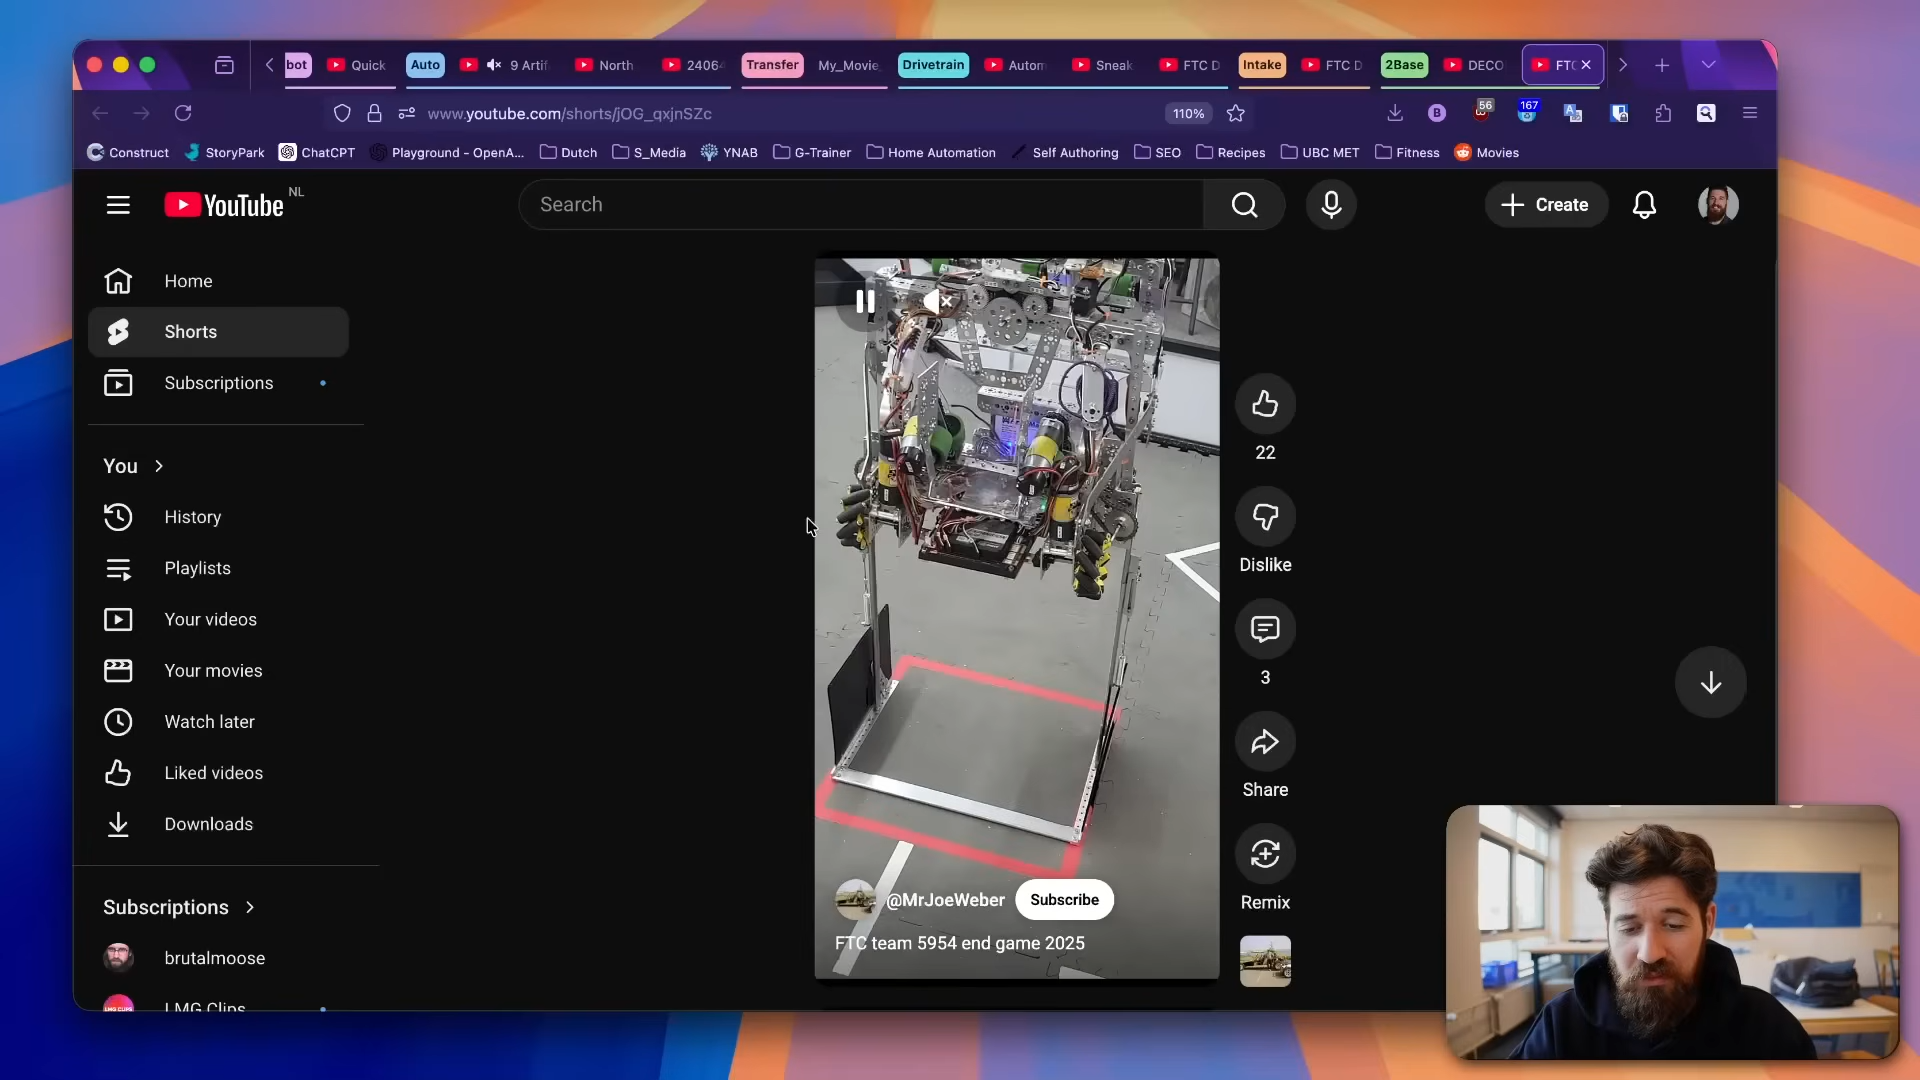 bot
Quick
Auto
9 Artif
North
24064
Transfer
My_Movie
Drivetrain
Autom
Sneak
FTC D
Intake
FTC D
2Base
DECO
FTC
www.youtube.com/shorts/jOG_qxjnSZc
110%
B
56
167
Construct
StoryPark
ChatCPT
Playground - OpenA...
Dutch
S_Media
YNAB
G-Trainer
Home Automation
Self Authoring
SEO
Recipes
UBC MET
Fitness
Movies
YouTube NL
Search
Create
Home
Shorts
Subscriptions
You
History
Playlists
Your videos
Your movies
Watch later
Liked videos
Downloads
Subscriptions
brutalmoose
LMG Clips
22
Dislike
3
Share
Remix
@MrJoeWeber
Subscribe
FTC team 5954 end game 2025